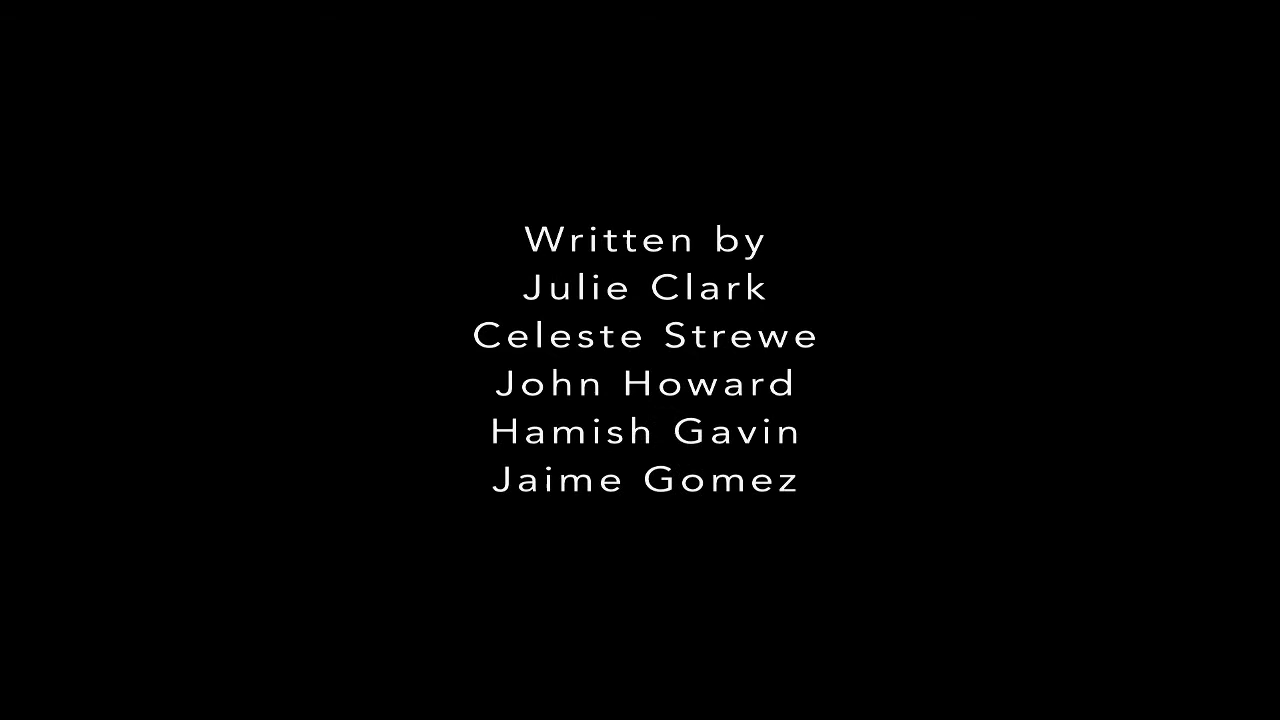 Written by
Julie Clark
Celeste Strewe
John Howard
Hamish Gavin
Jaime Gomez